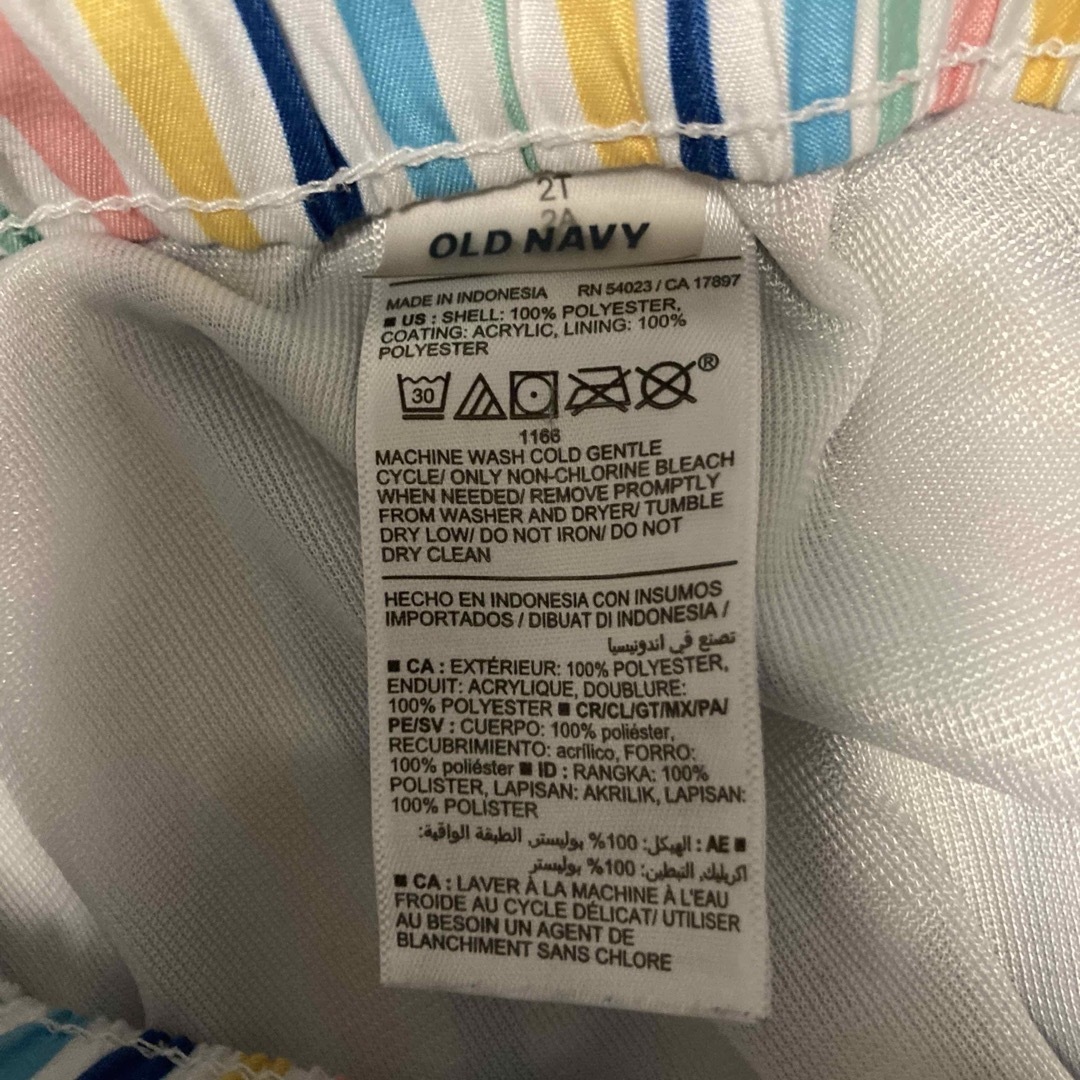 2T
2A
OLD NAVY
MADE IN INDONESIA RN 54023 / CA 17897
■ US : SHELL: 100% POLYESTER,
COATING: ACRYLIC, LINING: 100%
POLYESTER
30 ®
1166
MACHINE WASH COLD GENTLE
CYCLE/ ONLY NON-CHLORINE BLEACH
WHEN NEEDED/ REMOVE PROMPTLY
FROM WASHER AND DRYER/ TUMBLE
DRY LOW/ DO NOT IRON/ DO NOT
DRY CLEAN
HECHO EN INDONESIA CON INSUMOS
IMPORTADOS / DIBUAT DI INDONESIA /
تصنع في اندونيسيا
■ CA : EXTÉRIEUR: 100% POLYESTER,
ENDUIT: ACRYLIQUE, DOUBLURE:
100% POLYESTER ■ CR/CL/GT/MX/PA/
PE/SV : CUERPO: 100% poliéster,
RECUBRIMIENTO: acrílico, FORRO:
100% poliéster ■ ID : RANGKA: 100%
POLISTER, LAPISAN: AKRILIK, LAPISAN:
100% POLISTER
■ AE : الهيكل: 100% بوليستر, الطبقة الواقية:
اكريليك, التبطين: 100% بوليستر
■ CA : LAVER À LA MACHINE À L'EAU
FROIDE AU CYCLE DÉLICAT/ UTILISER
AU BESOIN UN AGENT DE
BLANCHIMENT SANS CHLORE